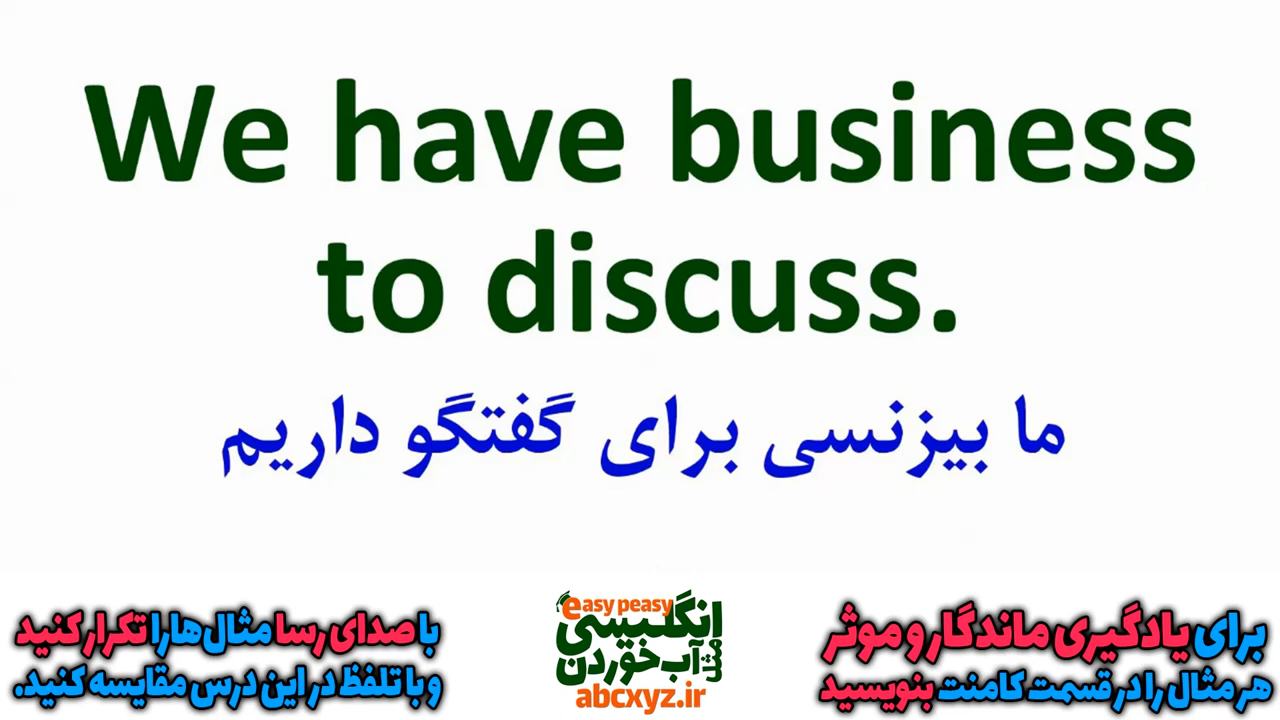 We have business
to discuss.
ما بیزنسی برای گفتگو داریم
برای یادگیری ماندگار و موثر
هر مثال را در قسمت کامنت بنویسید
easy peasy
انگلیسی
مثل آب خوردن
abcxyz.ir
با صدای رسا مثال‌ها را تکرار کنید
و با تلفظ در این درس مقایسه کنید.